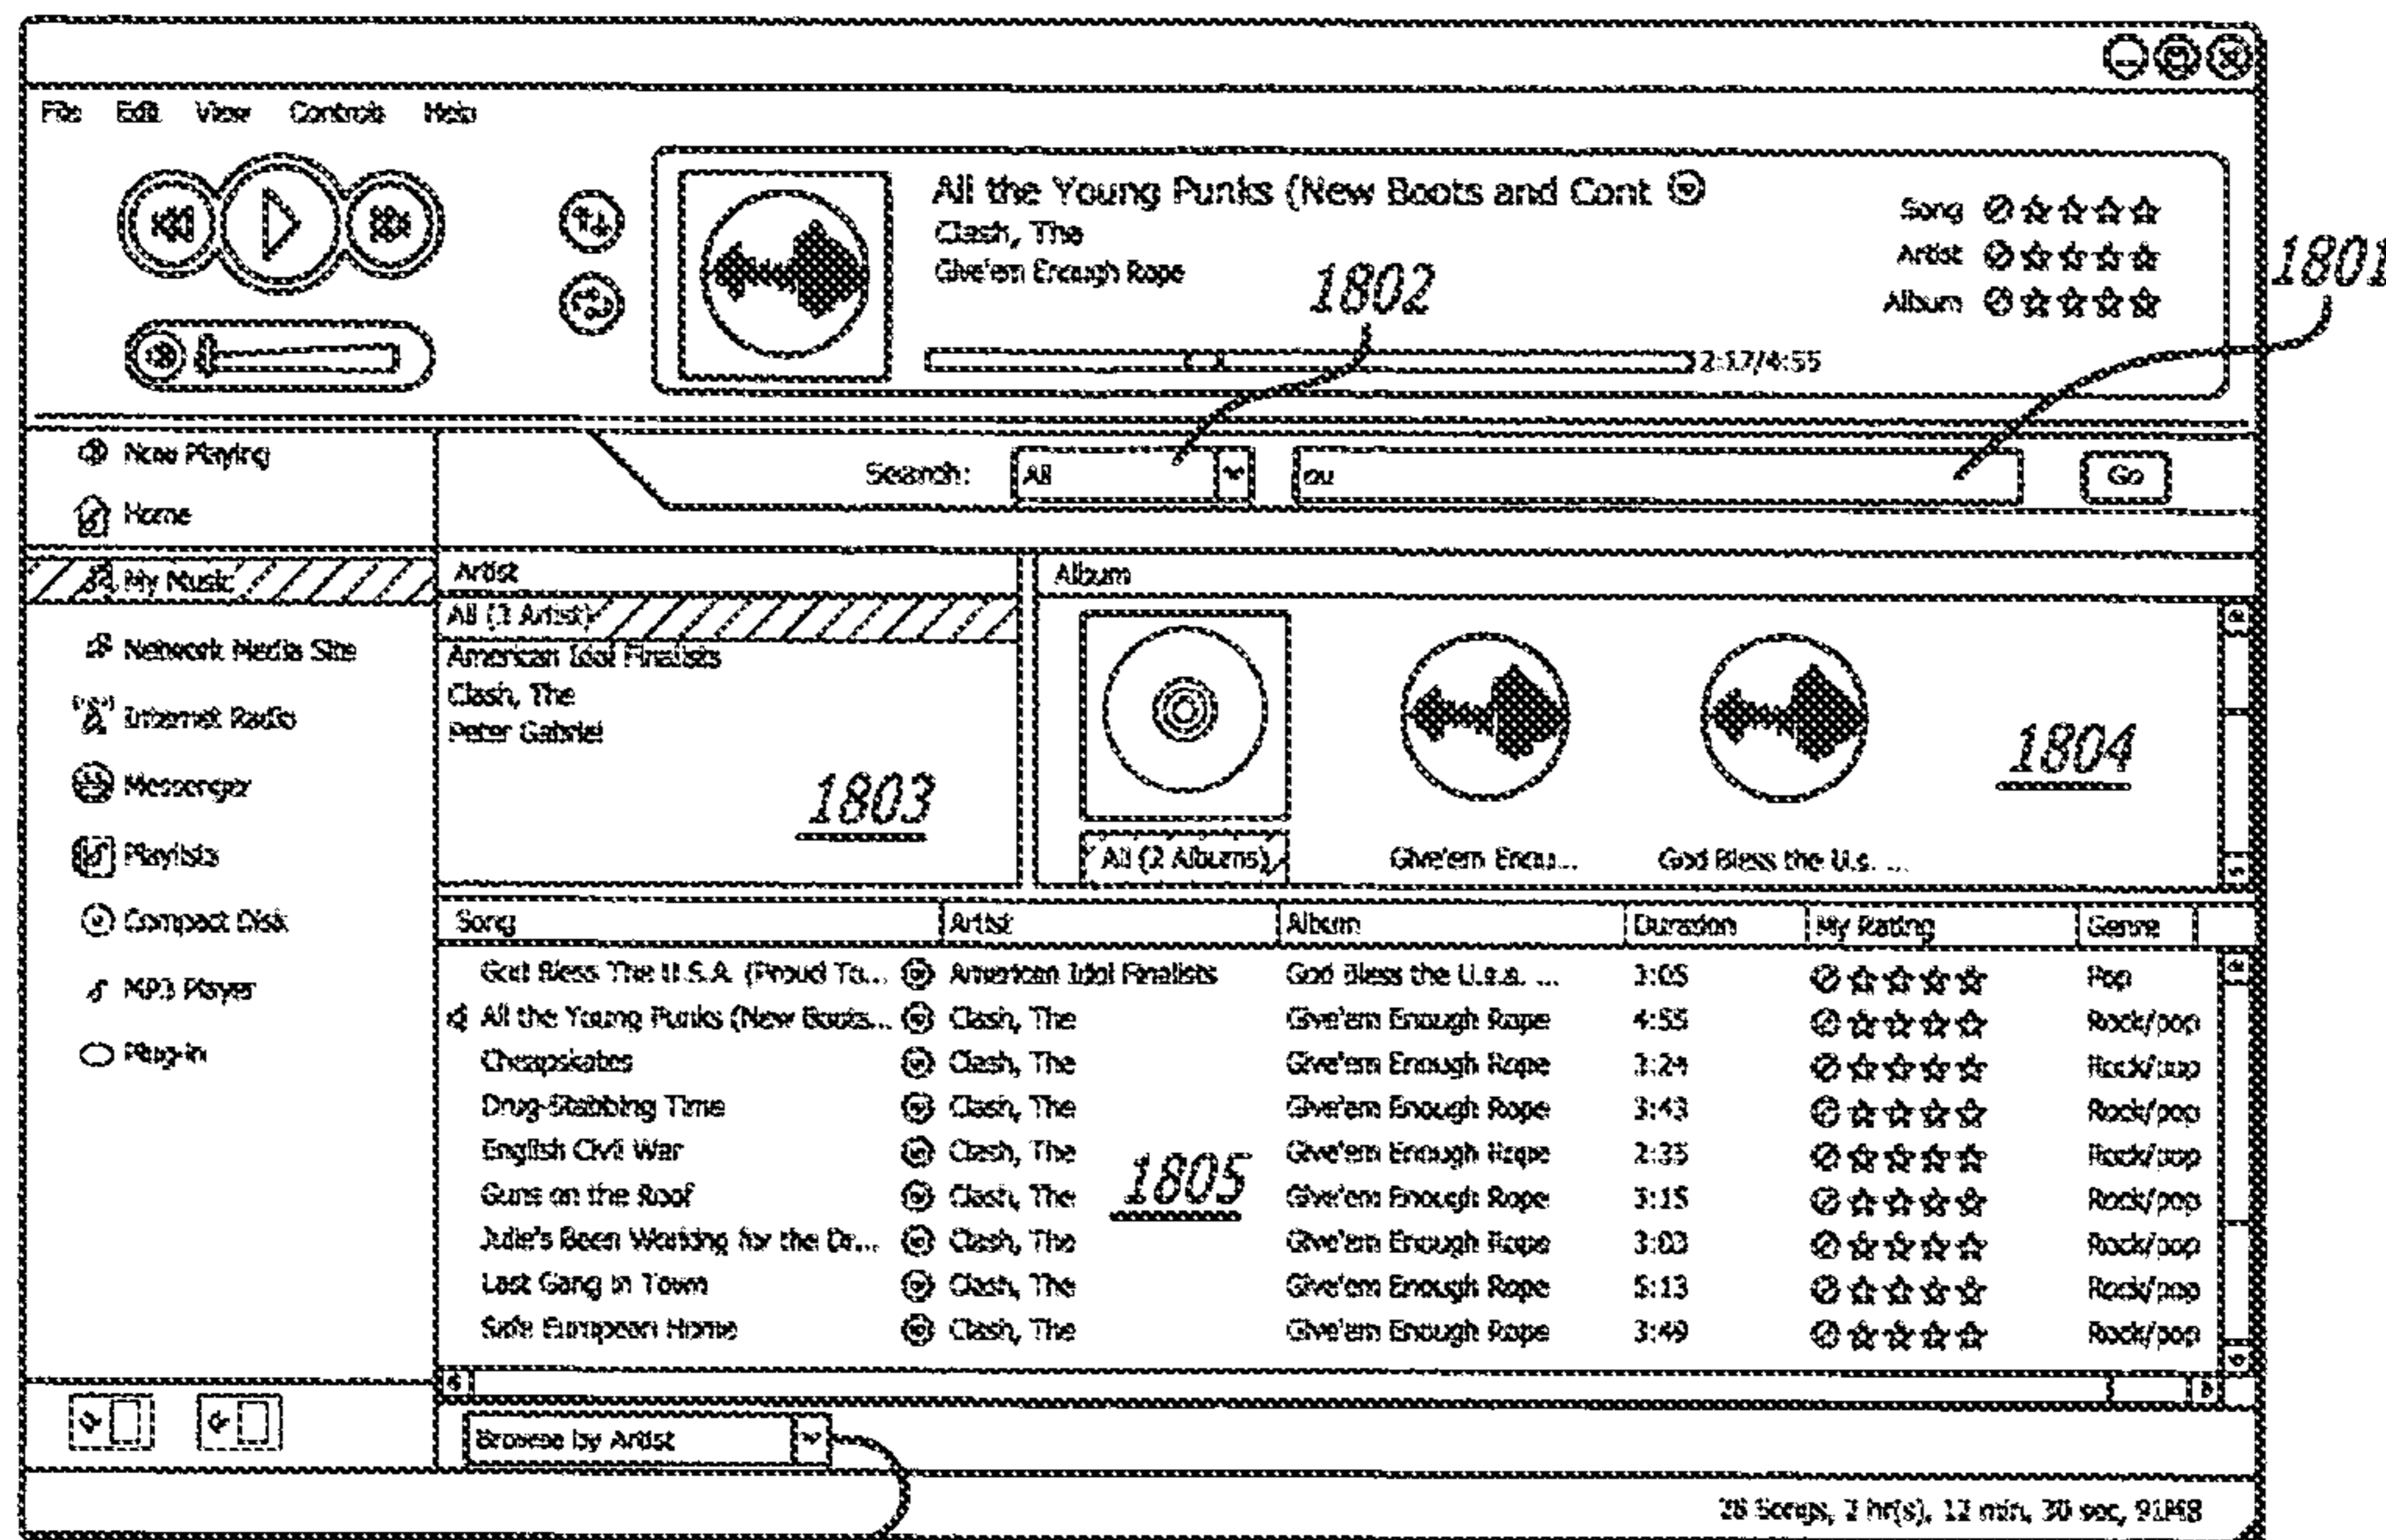 File Edit View Controls Help
All the Young Punks (New Boots and Cont
Clash, The
Give'em Enough Rope
Song
Artist
Album
1802
1801
2:17/4:55
Now Playing
Search: All ou Go
Home
My Music
Network Media Site
Internet Radio
Messenger
Playlists
Compact Disk
MP3 Player
Plug-in
Artist
All (3 Artist)
American Idol Finalists
Clash, The
Peter Gabriel
1803
Album
1804
All (2 Albums) Give'em Enou... God Bless the U.s. ...
Song Artist Album Duration My Rating Genre
God Bless The U.S.A. (Proud To... American Idol Finalists God Bless the U.s.a. ... 3:05 Pop
All the Young Punks (New Boots... Clash, The Give'em Enough Rope 4:55 Rock/pop
Cheapskates Clash, The Give'em Enough Rope 3:24 Rock/pop
Drug-Stabbing Time Clash, The Give'em Enough Rope 3:43 Rock/pop
English Civil War Clash, The Give'em Enough Rope 2:35 Rock/pop
Guns on the Roof Clash, The Give'em Enough Rope 3:15 Rock/pop
Julie's Been Working for the Dr... Clash, The Give'em Enough Rope 3:03 Rock/pop
Last Gang in Town Clash, The Give'em Enough Rope 5:13 Rock/pop
Safe European Home Clash, The Give'em Enough Rope 3:49 Rock/pop
1805
Browse by Artist
Songs, hr(s), 12 min, 30 sec, 91MB